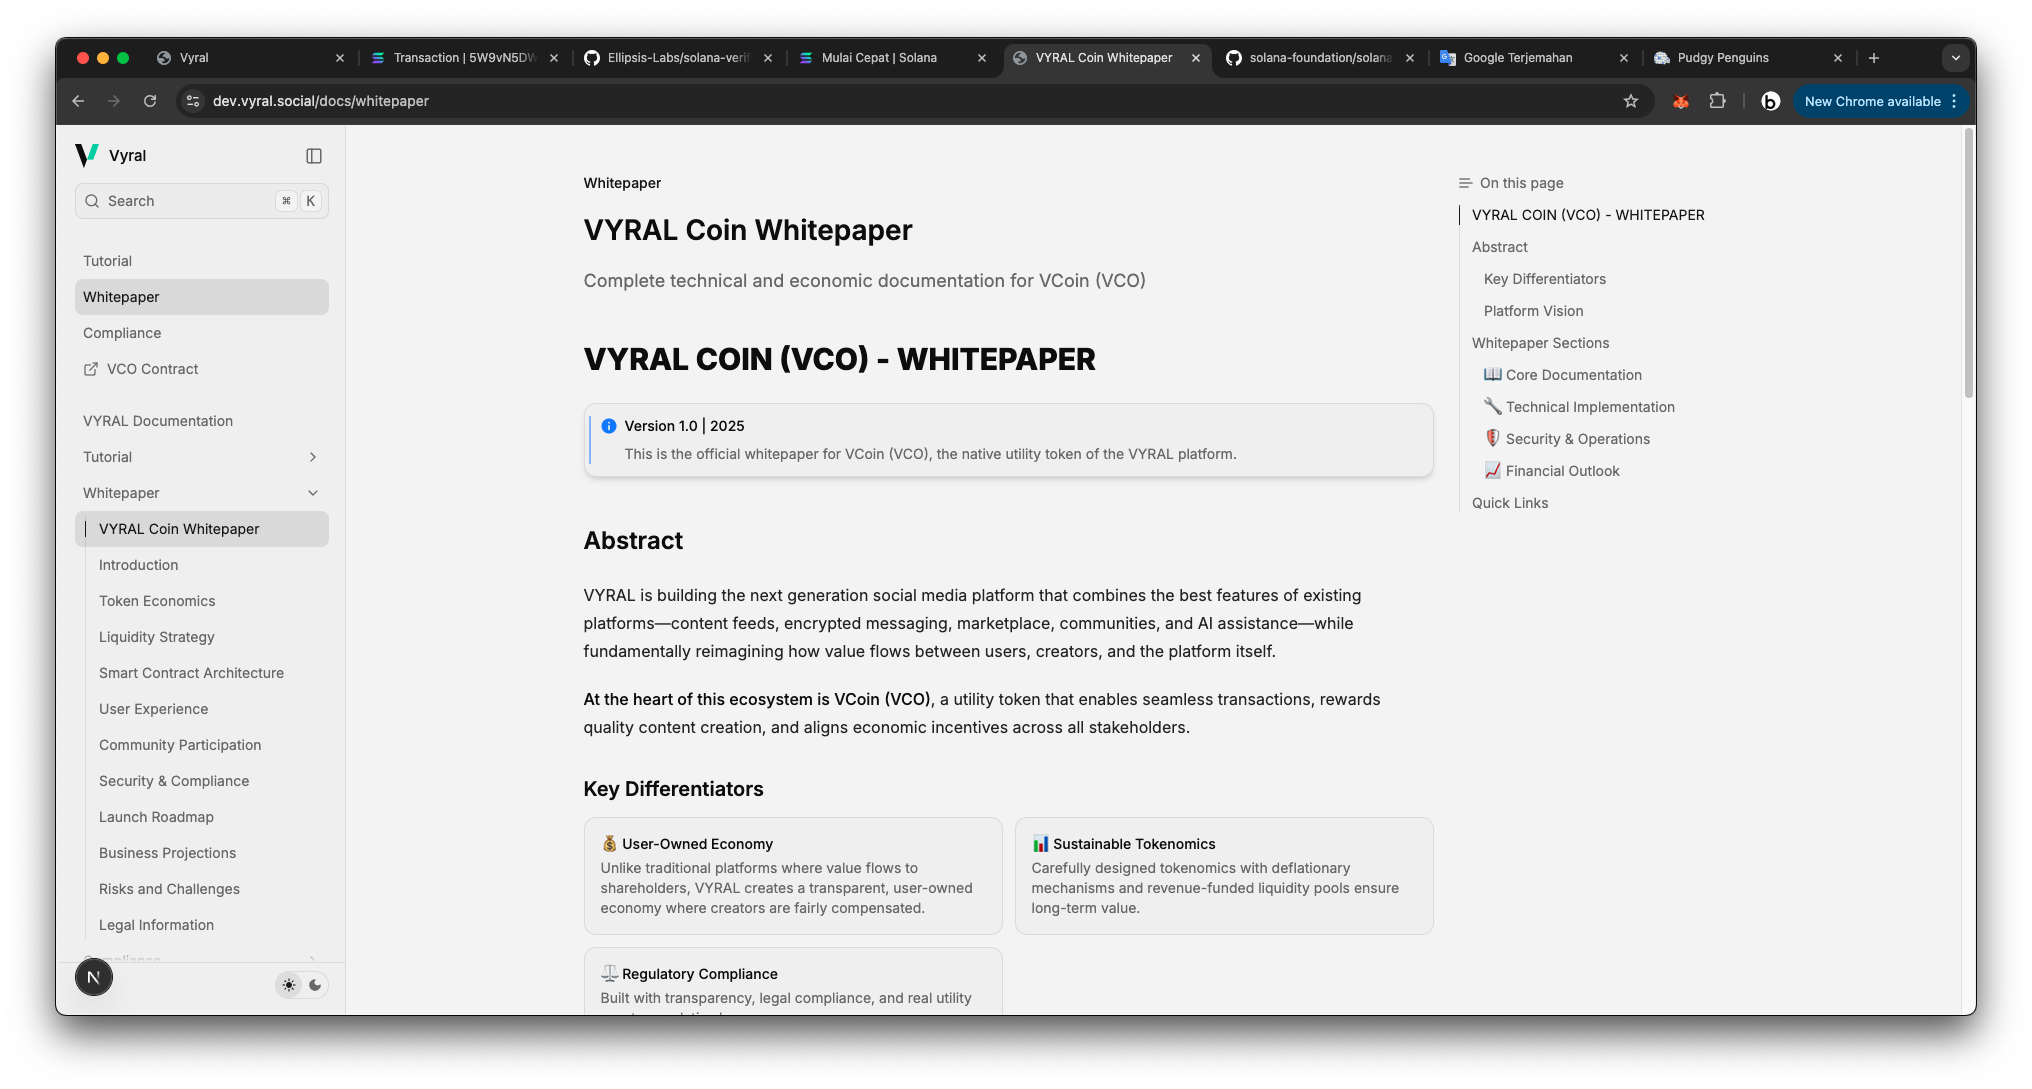 Vyral
Transaction | 5W9vN5DW
Ellipsis-Labs/solana-verif
Mulai Cepat | Solana
VYRAL Coin Whitepaper
solana-foundation/solana
Google Terjemahan
Pudgy Penguins
dev.vyral.social/docs/whitepaper
New Chrome available
Vyral
Search
⌘ K
Tutorial
Whitepaper
Compliance
VCO Contract
VYRAL Documentation
Tutorial
Whitepaper
VYRAL Coin Whitepaper
Introduction
Token Economics
Liquidity Strategy
Smart Contract Architecture
User Experience
Community Participation
Security & Compliance
Launch Roadmap
Business Projections
Risks and Challenges
Legal Information
Compliance
N
Whitepaper
VYRAL Coin Whitepaper
Complete technical and economic documentation for VCoin (VCO)
VYRAL COIN (VCO) - WHITEPAPER
Version 1.0 | 2025
This is the official whitepaper for VCoin (VCO), the native utility token of the VYRAL platform.
Abstract
VYRAL is building the next generation social media platform that combines the best features of existing
platforms—content feeds, encrypted messaging, marketplace, communities, and AI assistance—while
fundamentally reimagining how value flows between users, creators, and the platform itself.
At the heart of this ecosystem is VCoin (VCO), a utility token that enables seamless transactions, rewards
quality content creation, and aligns economic incentives across all stakeholders.
Key Differentiators
💰 User-Owned Economy
Unlike traditional platforms where value flows to
shareholders, VYRAL creates a transparent, user-owned
economy where creators are fairly compensated.
📊 Sustainable Tokenomics
Carefully designed tokenomics with deflationary
mechanisms and revenue-funded liquidity pools ensure
long-term value.
⚖️ Regulatory Compliance
Built with transparency, legal compliance, and real utility
On this page
VYRAL COIN (VCO) - WHITEPAPER
Abstract
Key Differentiators
Platform Vision
Whitepaper Sections
📖 Core Documentation
🔧 Technical Implementation
🛡️ Security & Operations
📈 Financial Outlook
Quick Links